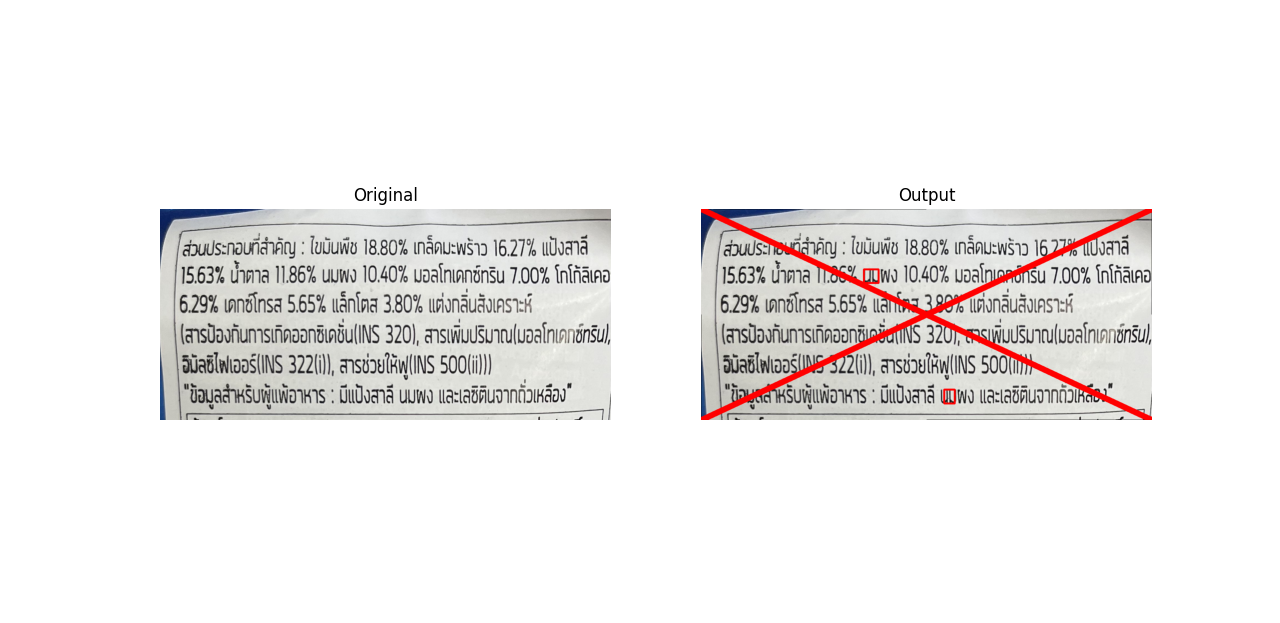 Original
ส่วนประกอบที่สำคัญ : ไขมันพืช 18.80% เกล็ดมะพร้าว 16.27% แป้งสาลี
15.63% น้ำตาล 11.86% นมผง 10.40% มอลโทเดกซ์ทริน 7.00% โกโก้ลิเคอ
6.29% เดกซ์โทรส 5.65% แล็กโตส 3.80% แต่งกลิ่นสังเคราะห์
(สารป้องกันการเกิดออกซิเดชั่น(INS 320), สารเพิ่มปริมาณ(มอลโทเดกซ์ทริน),
อิมัลซิไฟเออร์(INS 322(i)), สารช่วยให้ฟู(INS 500(ii)))
"ข้อมูลสำหรับผู้แพ้อาหาร : มีแป้งสาลี นมผง และเลซิตินจากถั่วเหลือง"
Output
ส่วนประกอบที่สำคัญ : ไขมันพืช 18.80% เกล็ดมะพร้าว 16.27% แป้งสาลี
15.63% น้ำตาล 11.86% นมผง 10.40% มอลโทเดกซ์ทริน 7.00% โกโก้ลิเคอ
6.29% เดกซ์โทรส 5.65% แล็กโตส 3.80% แต่งกลิ่นสังเคราะห์
(สารป้องกันการเกิดออกซิเดชั่น(INS 320), สารเพิ่มปริมาณ(มอลโทเดกซ์ทริน),
อิมัลซิไฟเออร์(INS 322(i)), สารช่วยให้ฟู(INS 500(ii)))
"ข้อมูลสำหรับผู้แพ้อาหาร : มีแป้งสาลี นมผง และเลซิตินจากถั่วเหลือง"